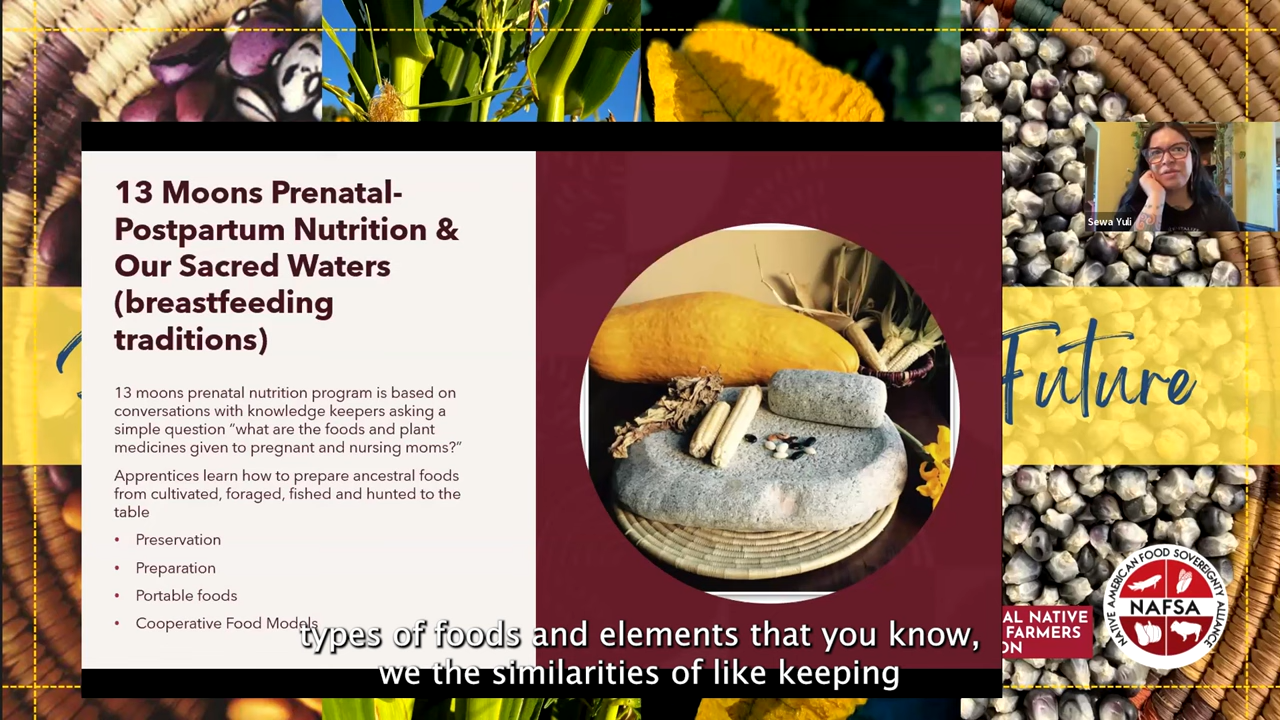 13 Moons Prenatal-
Postpartum Nutrition &
Our Sacred Waters
(breastfeeding
traditions)
13 moons prenatal nutrition program is based on
conversations with knowledge keepers asking a
simple question “what are the foods and plant
medicines given to pregnant and nursing moms?”
Apprentices learn how to prepare ancestral foods
from cultivated, foraged, fished and hunted to the
table
• Preservation
• Preparation
• Portable foods
• Cooperative Food Models
types of foods and elements that you know,
we the similarities of like keeping
Sewa Yuli
Future
NATIVE
FARMERS
NATIVE AMERICAN FOOD SOVEREIGNTY ALLIANCE
NAFSA